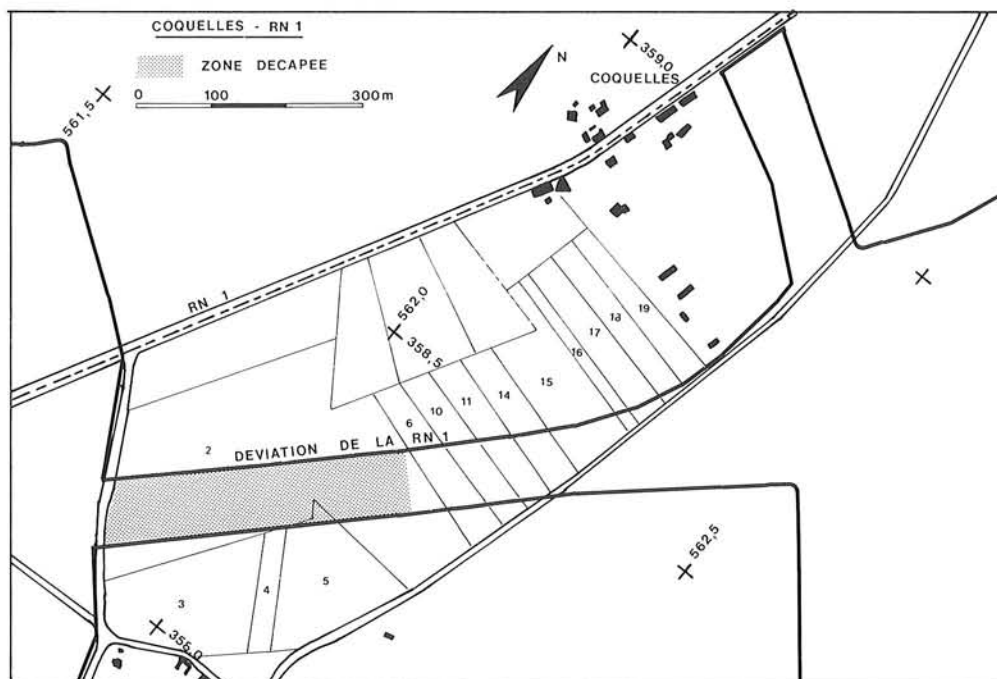 COQUELLES - RN 1
ZONE DECAPEE
0 100 300 m
N
359,0
COQUELLES
561,5
RN 1
562,0
358,5
19
18
17
16
15
14
11
10
6
2
DEVIATION DE LA RN 1
562,5
5
4
3
355,0